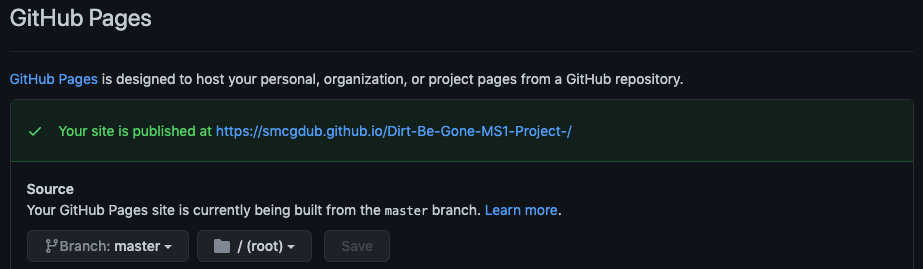 GitHub Pages
GitHub Pages is designed to host your personal, organization, or project pages from a GitHub repository.
Your site is published at https://smcgdub.github.io/Dirt-Be-Gone-MS1-Project-/
Source
Your GitHub Pages site is currently being built from the master branch. Learn more.
Branch: master / (root) Save